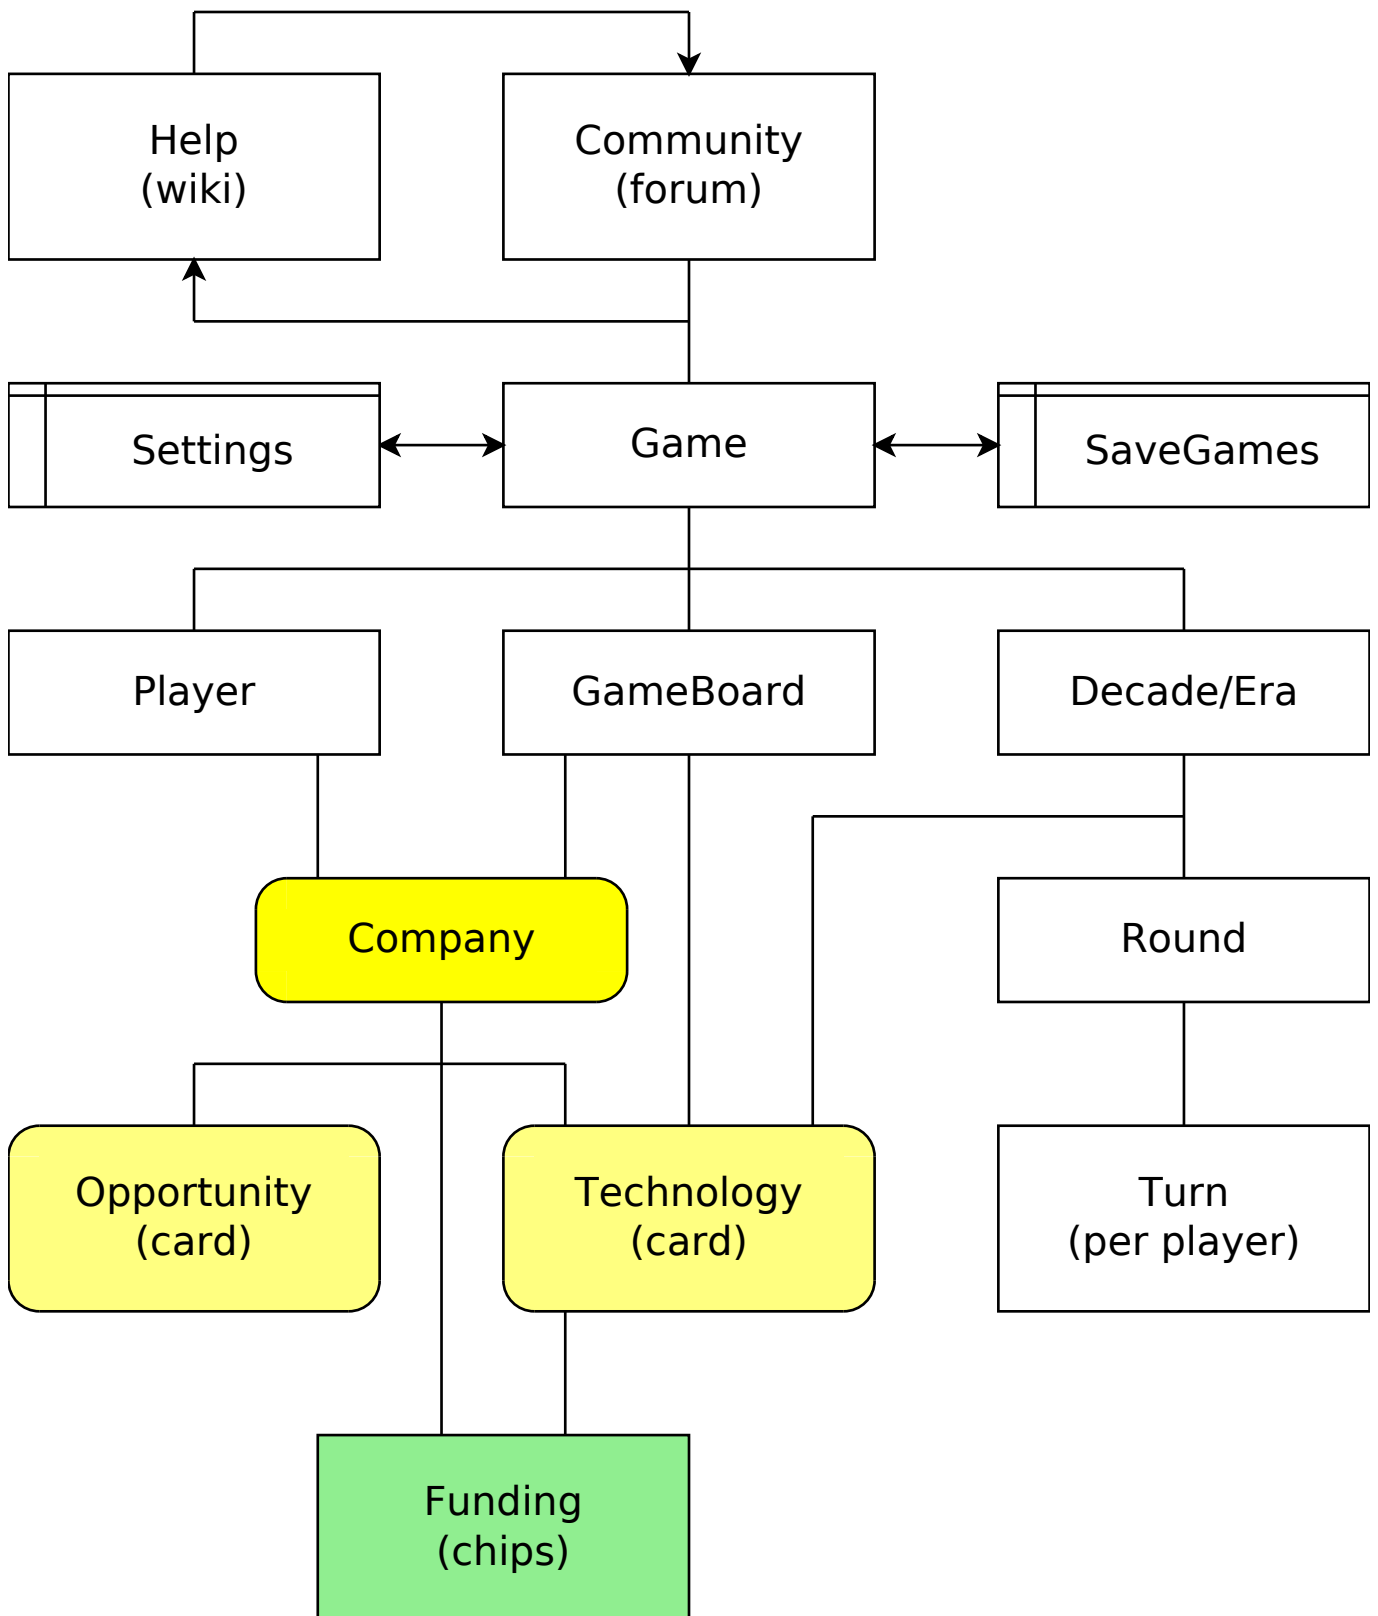 Help
(wiki)
Community
(forum)
Settings
Game
SaveGames
Player
GameBoard
Decade/Era
Company
Round
Opportunity
(card)
Technology
(card)
Turn
(per player)
Funding
(chips)